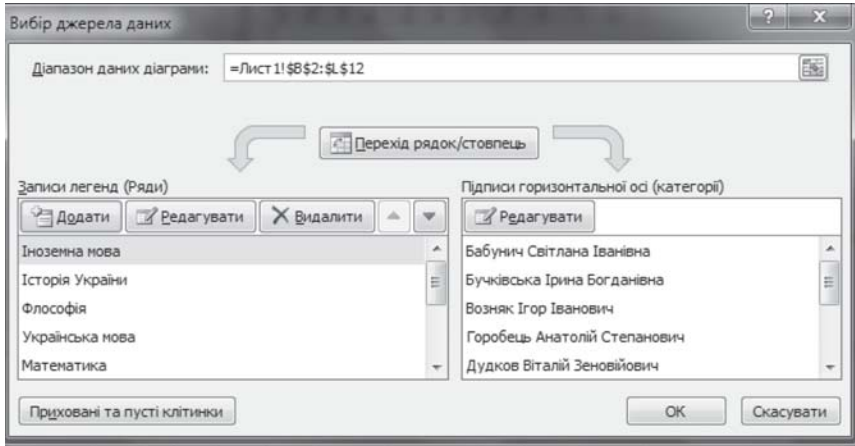 Вибір джерела даних
Діапазон даних діаграми: =Лист1!$B$2:$L$12
Перехід рядок/стовпець
Записи легенд (Ряди)
Підписи горизонтальної осі (категорії)
Додати Редагувати Видалити
Редагувати
Іноземна мова
Історія України
Флософія
Українська мова
Математика
Бабунич Світлана Іванівна
Бучківська Ірина Богданівна
Возняк Ігор Іванович
Горобець Анатолій Степанович
Дудков Віталій Зеновійович
Приховані та пусті клітинки
ОК Скасувати